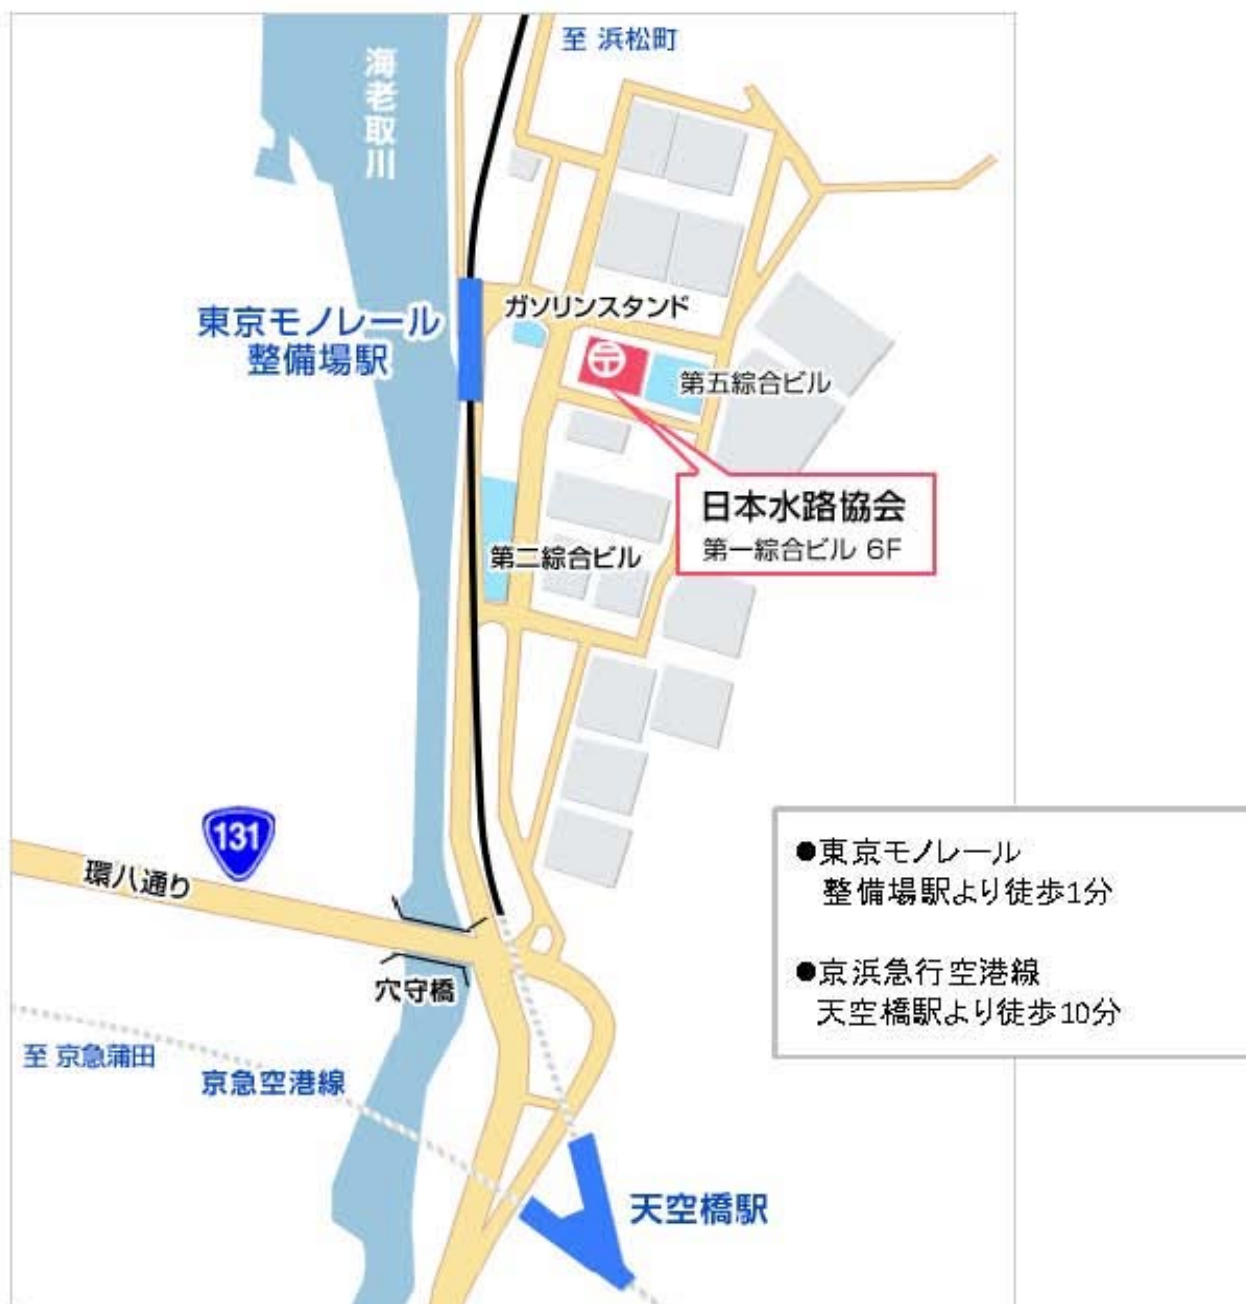 至 浜松町
海老取川
ガソリンスタンド
東京モノレール
整備場駅
第五綜合ビル
日本水路協会
第一綜合ビル 6F
第二綜合ビル
131
環八通り
穴守橋
●東京モノレール
整備場駅より徒歩1分
●京浜急行空港線
天空橋駅より徒歩10分
至 京急蒲田
京急空港線
天空橋駅